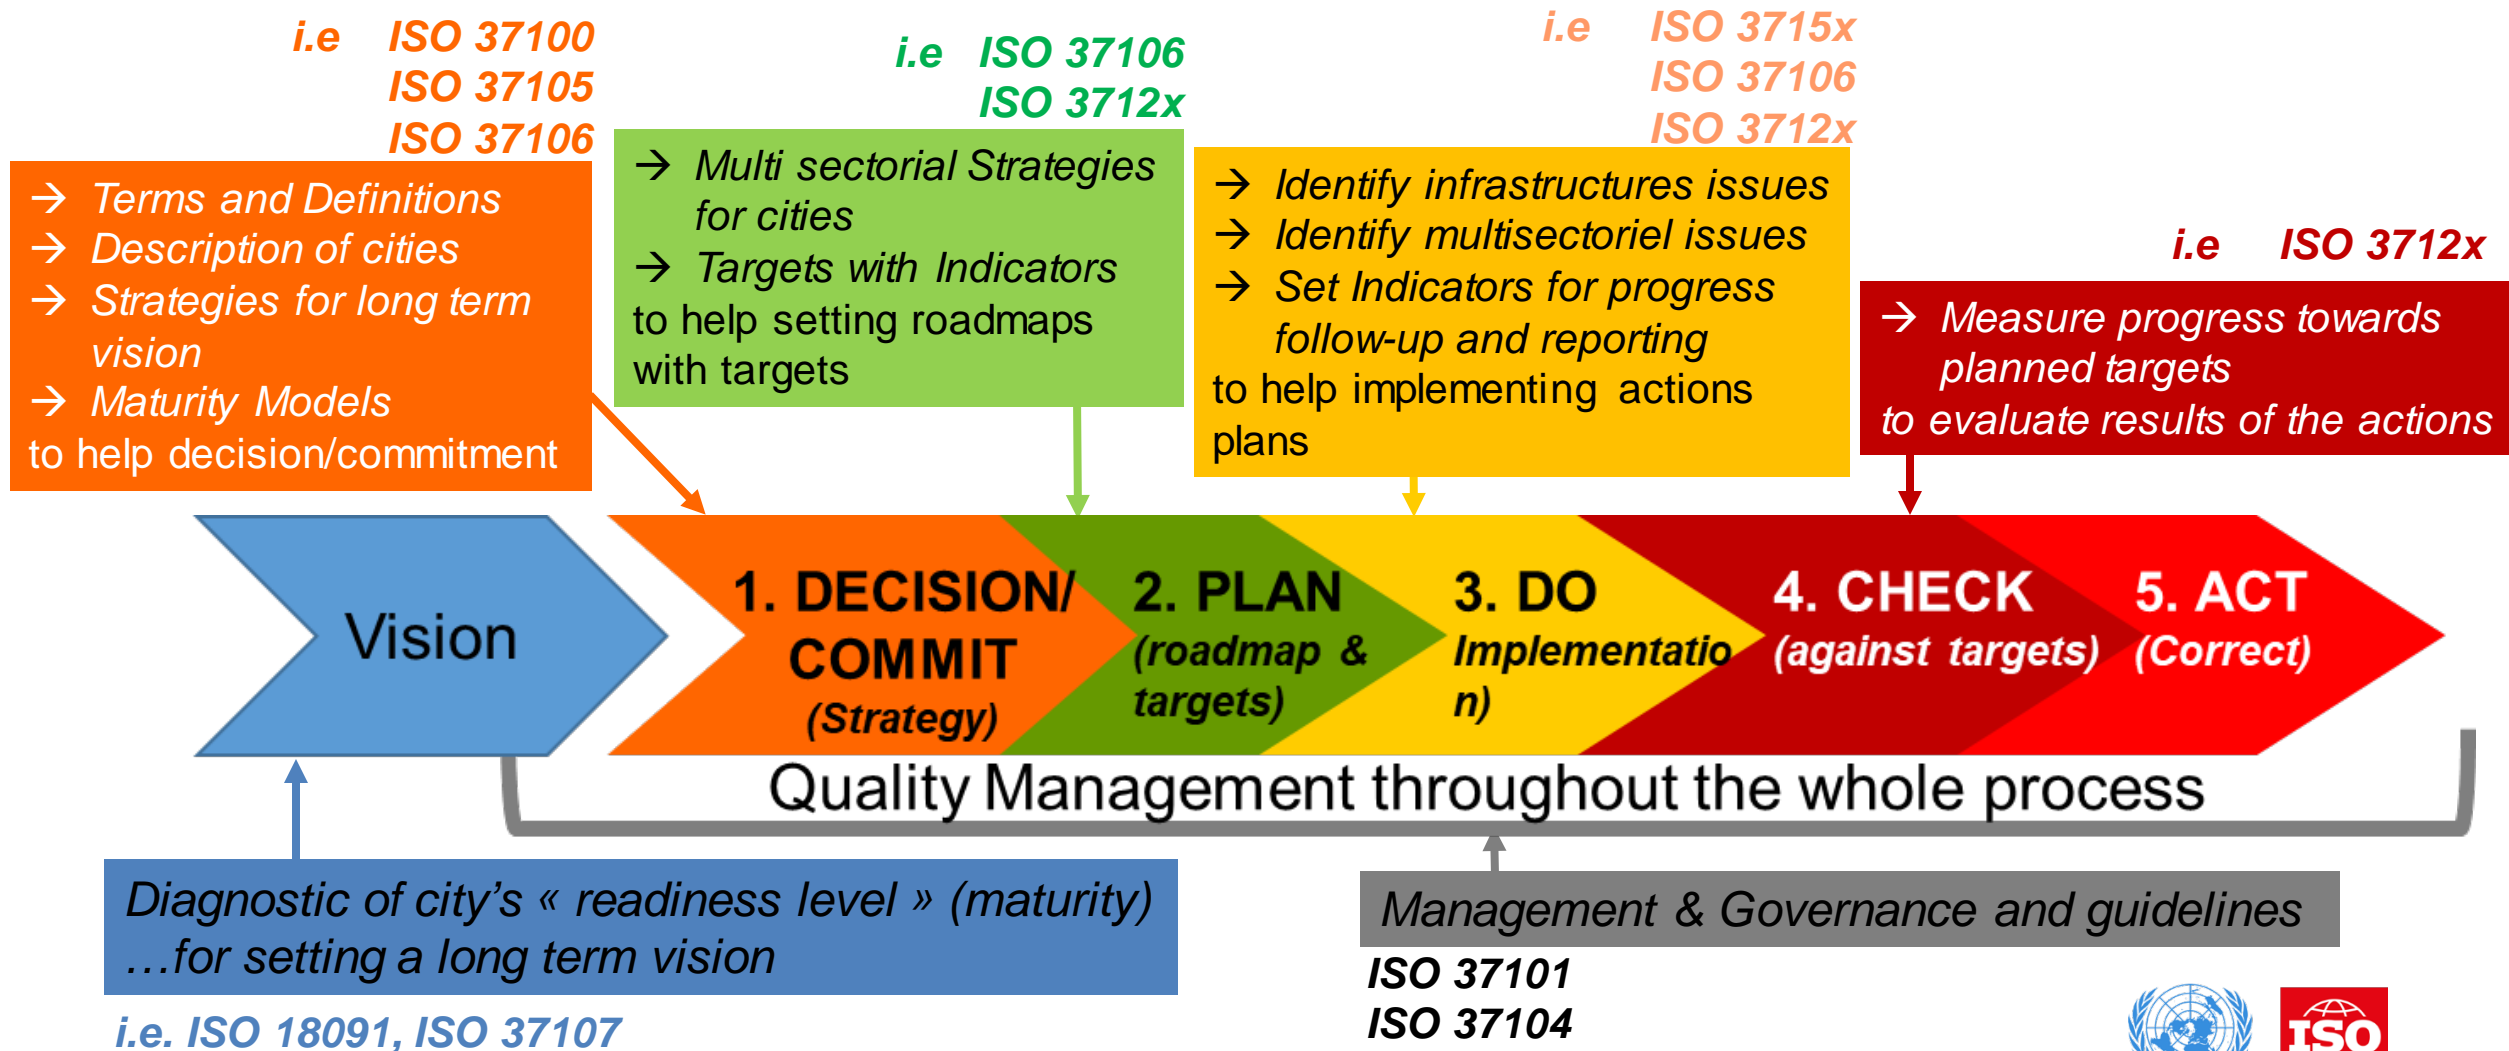 i.e ISO 37100
ISO 37105
ISO 37106
→ Terms and Definitions
→ Description of cities
→ Strategies for long term
vision
→ Maturity Models
to help decision/commitment
i.e ISO 37106
ISO 3712x
→ Multi sectorial Strategies
for cities
→ Targets with Indicators
to help setting roadmaps
with targets
i.e ISO 3715x
ISO 37106
ISO 3712x
→ Identify infrastructures issues
→ Identify multisectoriel issues
→ Set Indicators for progress
follow-up and reporting
to help implementing actions
plans
i.e ISO 3712x
→ Measure progress towards
planned targets
to evaluate results of the actions
Vision
1. DECISION/
COMMIT
(Strategy)
2. PLAN
(roadmap &
targets)
3. DO
Implementatio
n)
4. CHECK
(against targets)
5. ACT
(Correct)
Quality Management throughout the whole process
Diagnostic of city's « readiness level » (maturity)
…for setting a long term vision
i.e. ISO 18091, ISO 37107
Management & Governance and guidelines
ISO 37101
ISO 37104
ISO